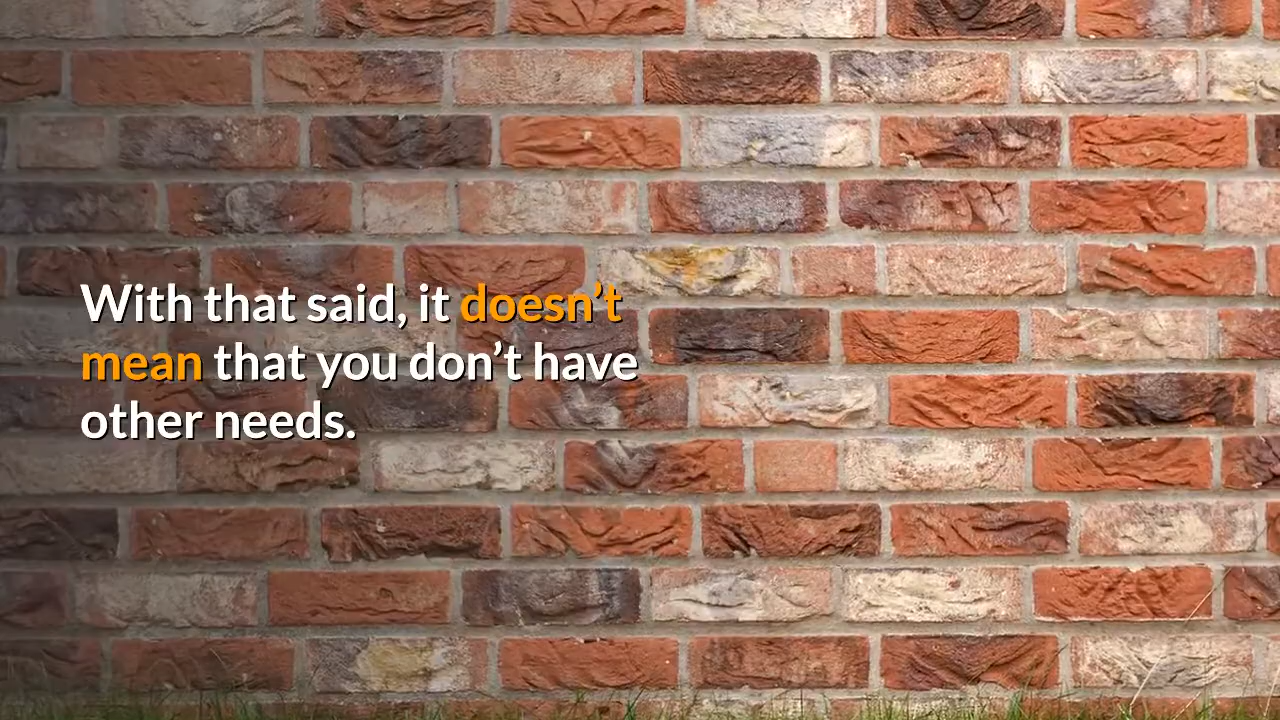 With that said, it doesn’t
mean that you don’t have
other needs.